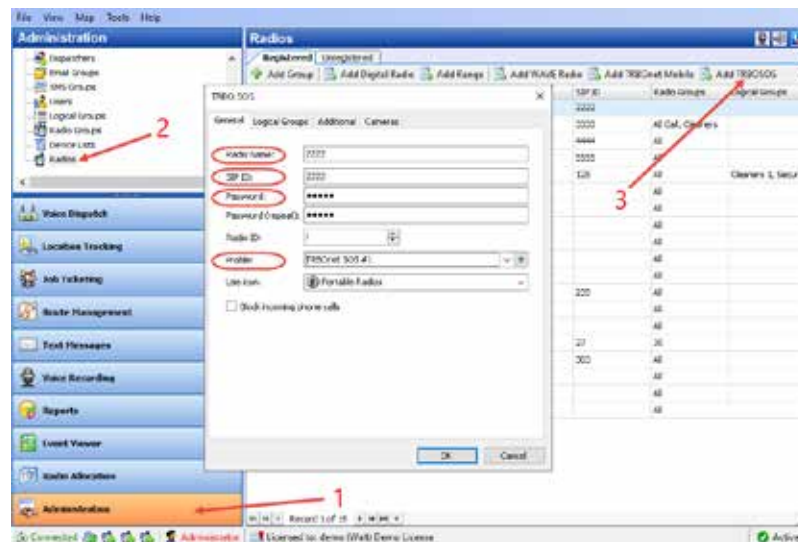 File View Map Tools Help
Administration
Radios
Dispatchers
Email Groups
SMS Groups
Users
Logical Groups
Radio Groups
Device Lists
Radios
2
Registered Unregistered
Add Group Add Digital Radio Add Range Add WAVE Radio Add TRBOnet Mobile Add TRBOSOS
SIP ID Radio Groups Logical Groups
2222
3333 All Call, Cleaners
4444 All
5555 All
126 All Cleaners 1, Secur
All
All
All
All
All
All
220 All
All
All
27 All
303 All
All
All
All
3
TRBO SOS
General Logical Groups Additional Cameras
Radio Name: 2222
SIP ID: 2222
Password: •••••
Password (repeat): •••••
Radio ID: 1
Profile: TRBOnet SOS #1
Use icon: Portable Radios
Block incoming phone calls
OK Cancel
Voice Dispatch
Location Tracking
Job Ticketing
Route Management
Text Messages
Voice Recording
Reports
Event Viewer
Radio Allocation
Administration
1
Record 1 of 19
Connected Administrator Licensed to: demo (Walt) Demo License Active